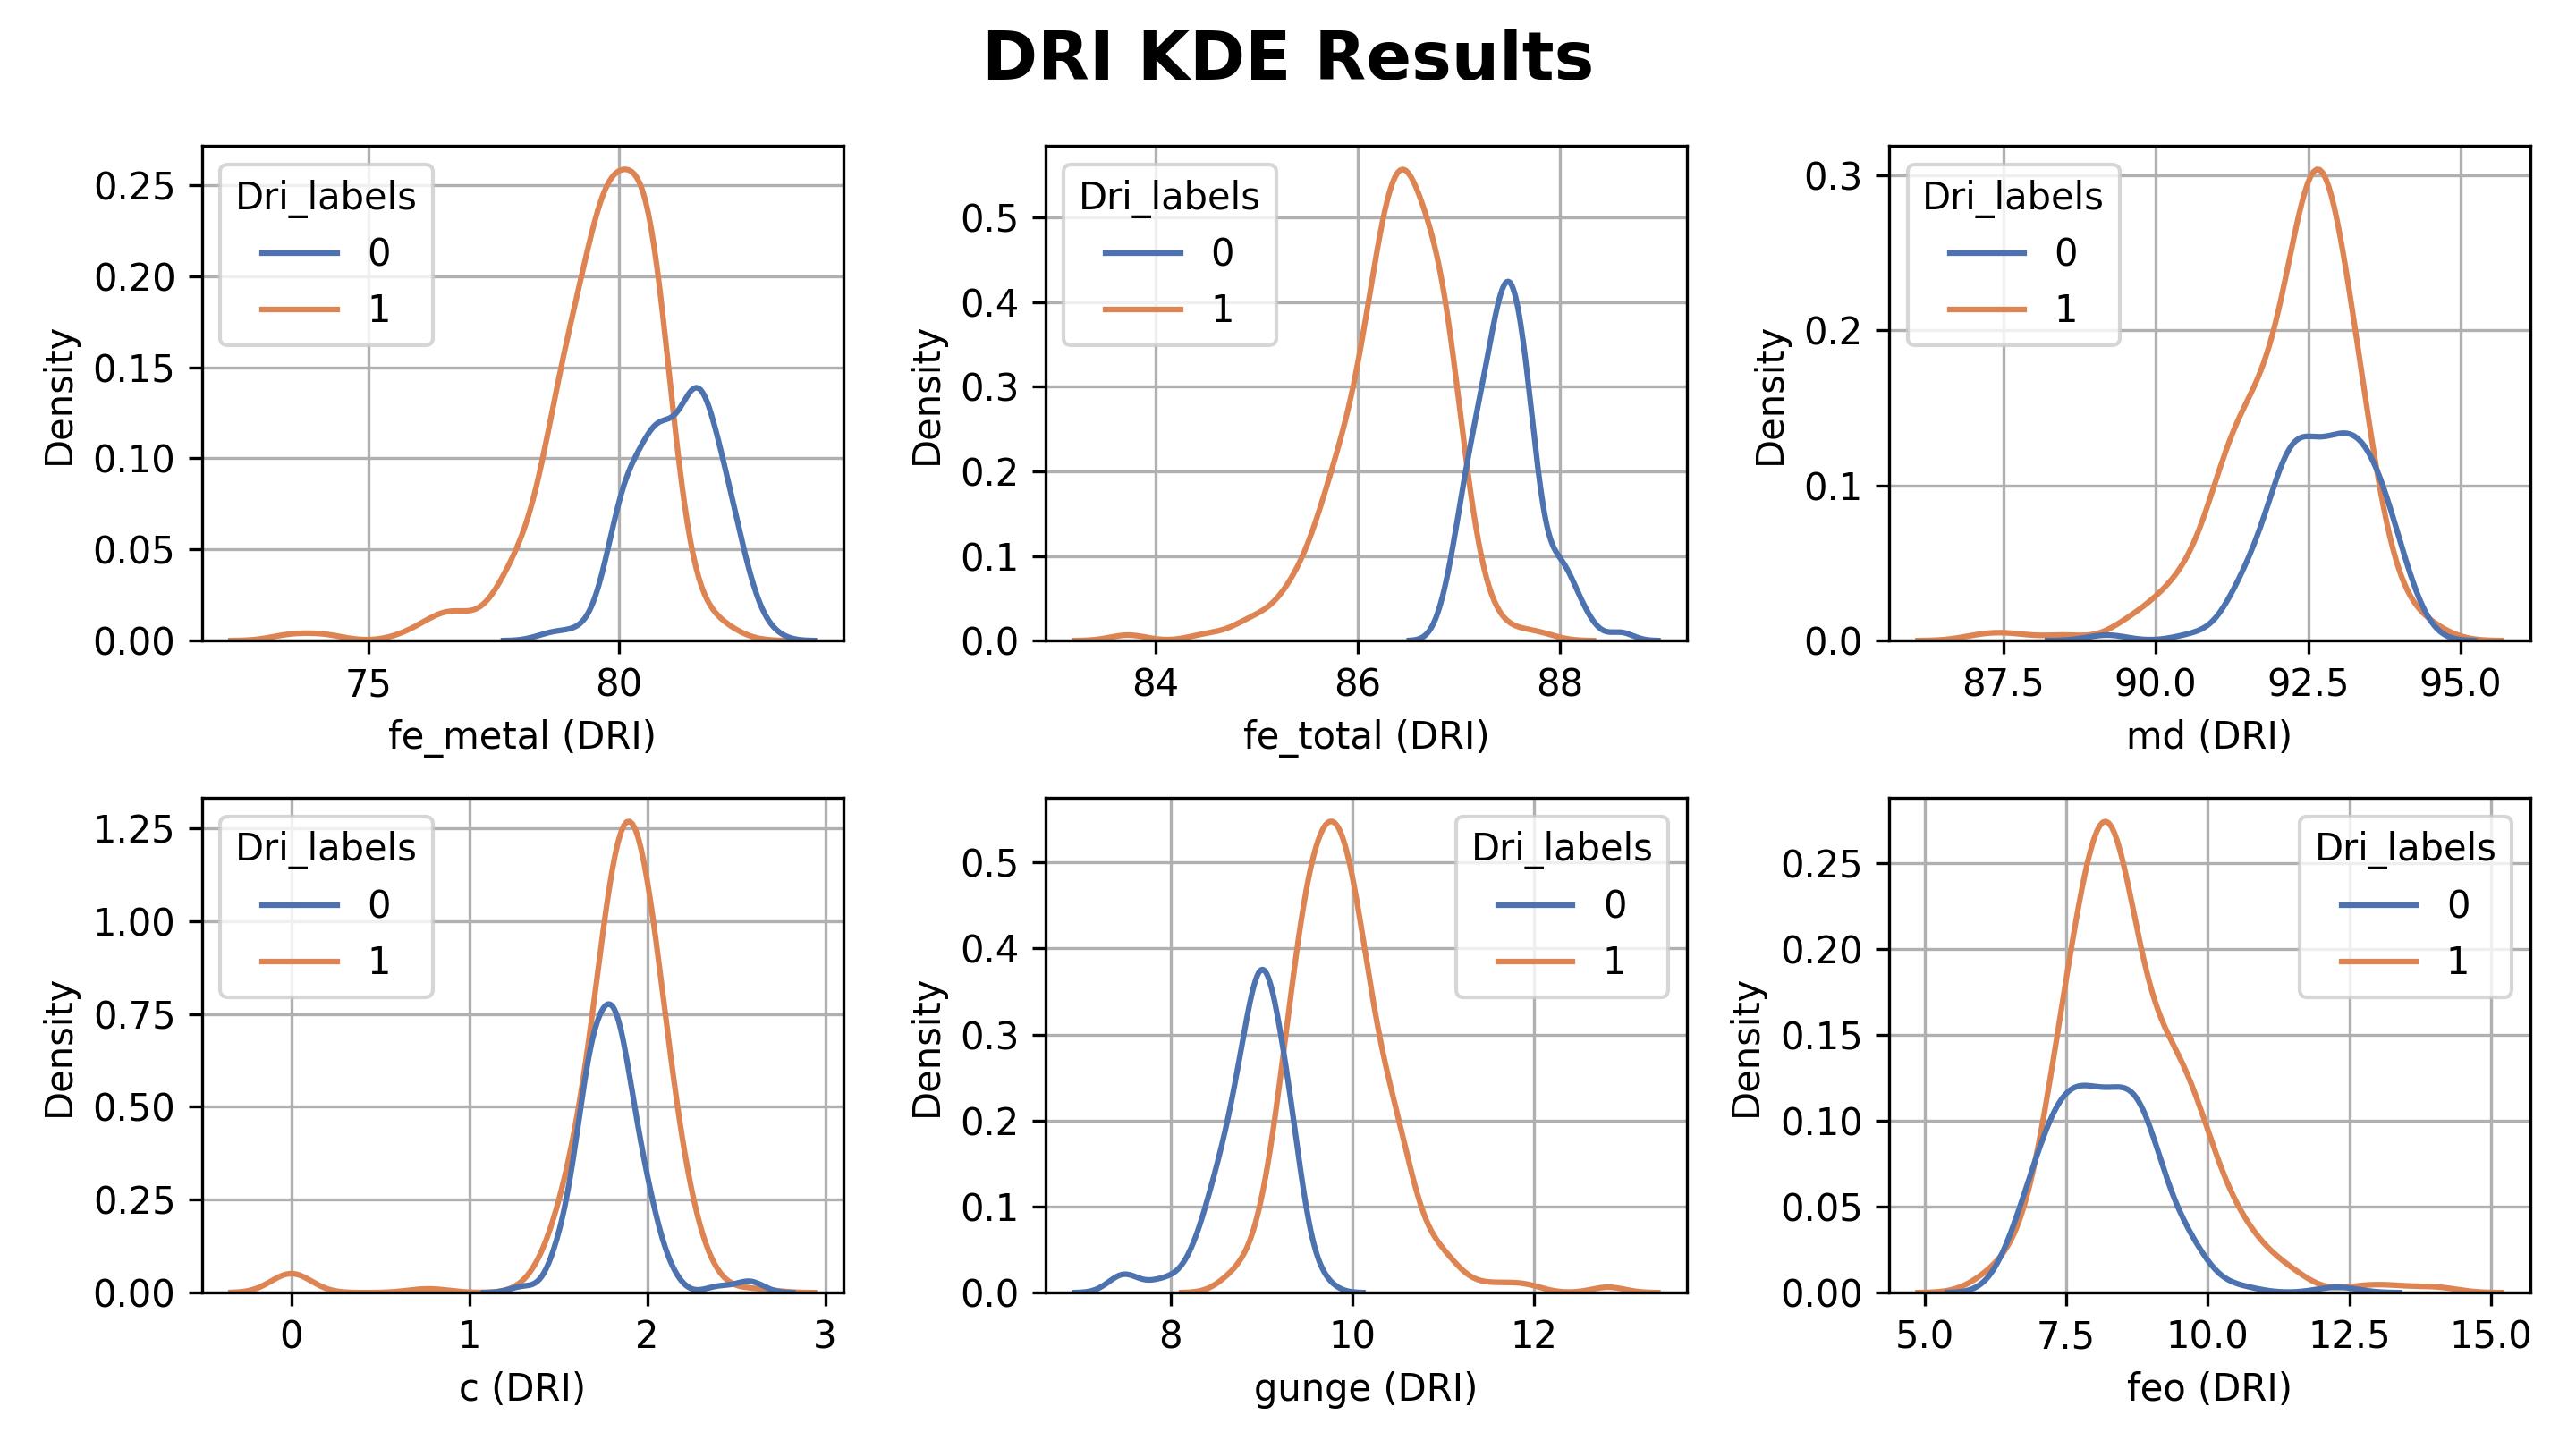 DRI KDE Results
Dri_labels
0
1
Density
0.25
0.20
0.15
0.10
0.05
0.00
75 80
fe_metal (DRI)
Dri_labels
0
1
Density
0.5
0.4
0.3
0.2
0.1
0.0
84 86 88
fe_total (DRI)
Dri_labels
0
1
Density
0.3
0.2
0.1
0.0
87.5 90.0 92.5 95.0
md (DRI)
Dri_labels
0
1
Density
1.25
1.00
0.75
0.50
0.25
0.00
0 1 2 3
c (DRI)
Dri_labels
0
1
Density
0.5
0.4
0.3
0.2
0.1
0.0
8 10 12
gunge (DRI)
Dri_labels
0
1
Density
0.25
0.20
0.15
0.10
0.05
0.00
5.0 7.5 10.0 12.5 15.0
feo (DRI)